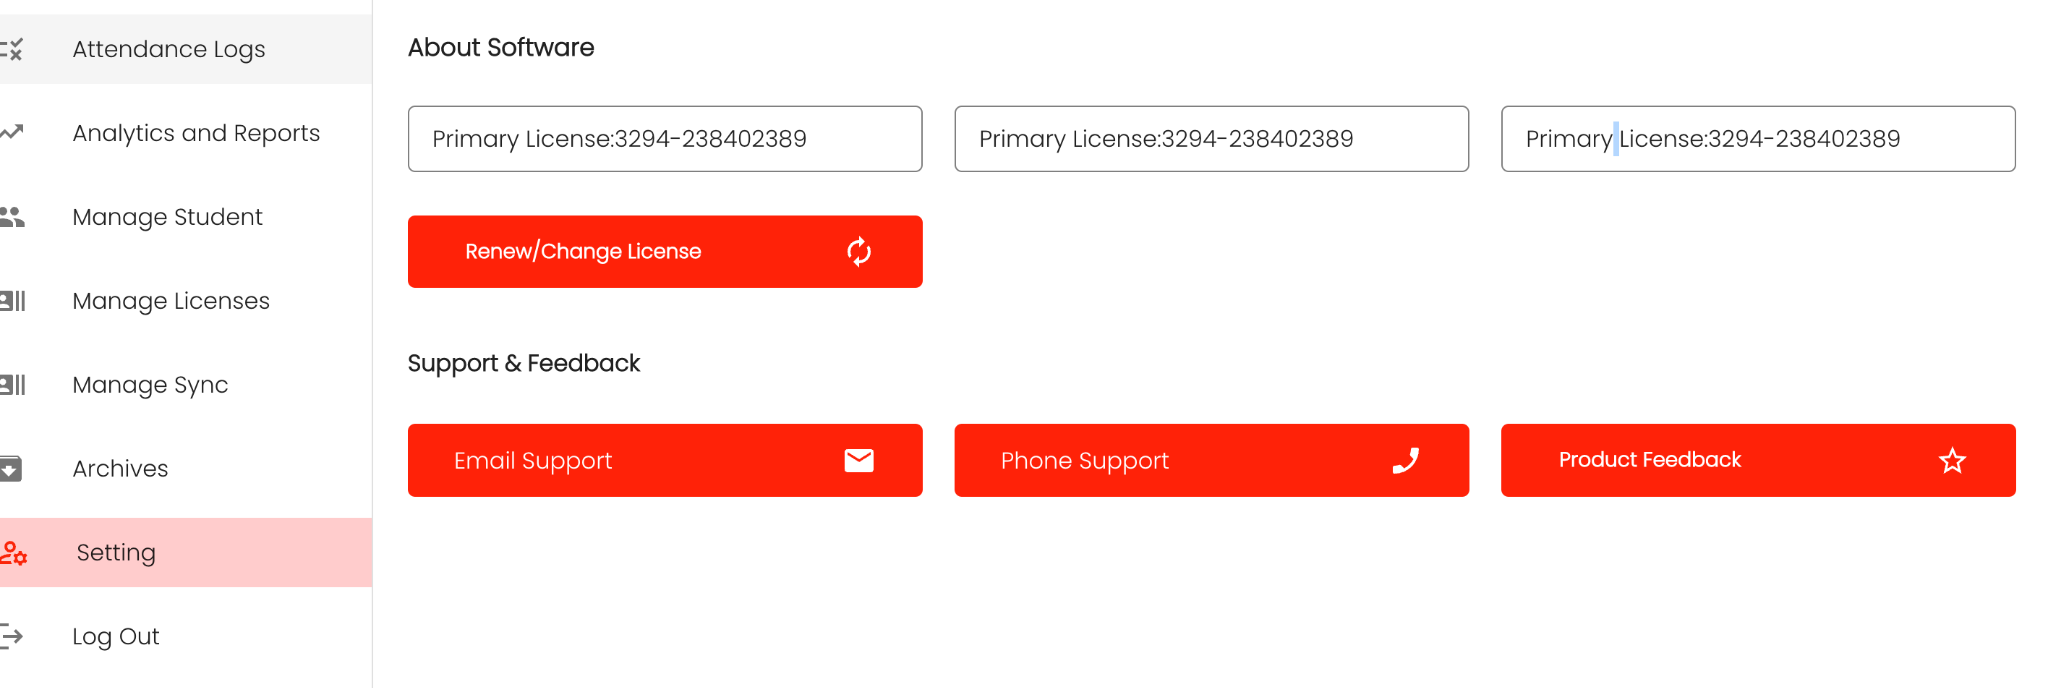 Attendance Logs
Analytics and Reports
Manage Student
Manage Licenses
Manage Sync
Archives
Setting
Log Out
About Software
Primary License:3294-238402389
Primary License:3294-238402389
Primary License:3294-238402389
Renew/Change License
Support & Feedback
Email Support
Phone Support
Product Feedback